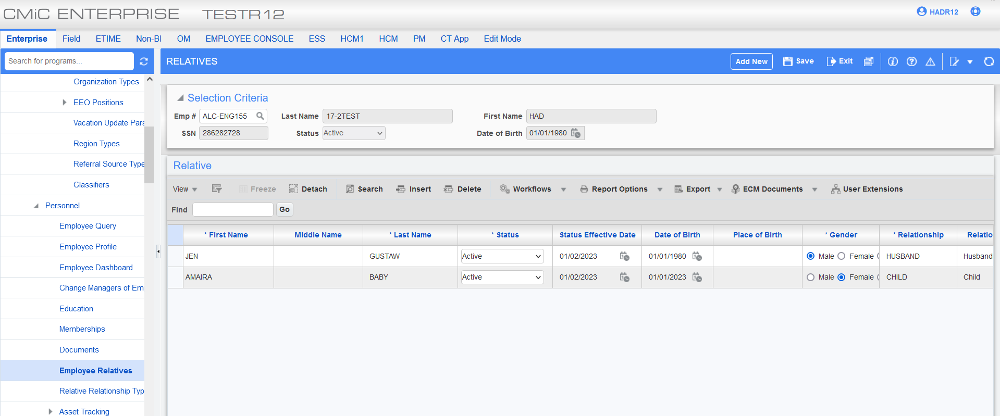 CMiC ENTERPRISE TESTR12 HADR12
Enterprise Field ETIME Non-BI OM EMPLOYEE CONSOLE ESS HCM1 HCM PM CT App Edit Mode
Search for programs...
RELATIVES Add New Save Exit
Organization Types
EEO Positions
Vacation Update Para
Region Types
Referral Source Type
Classifiers
Personnel
Employee Query
Employee Profile
Employee Dashboard
Change Managers of Em
Education
Memberships
Documents
Employee Relatives
Relative Relationship Typ
Asset Tracking
Selection Criteria
Emp # ALC-ENG155 Last Name 17-2TEST First Name HAD
SSN 286282728 Status Active Date of Birth 01/01/1980
Relative
View Freeze Detach Search Insert Delete Workflows Report Options Export ECM Documents User Extensions
Find Go
* First Name Middle Name * Last Name * Status Status Effective Date Date of Birth Place of Birth * Gender * Relationship Relatio
JEN GUSTAW Active 01/02/2023 01/01/1980 Male Female HUSBAND Husband
AMAIRA BABY Active 01/02/2023 01/01/2023 Male Female CHILD Child